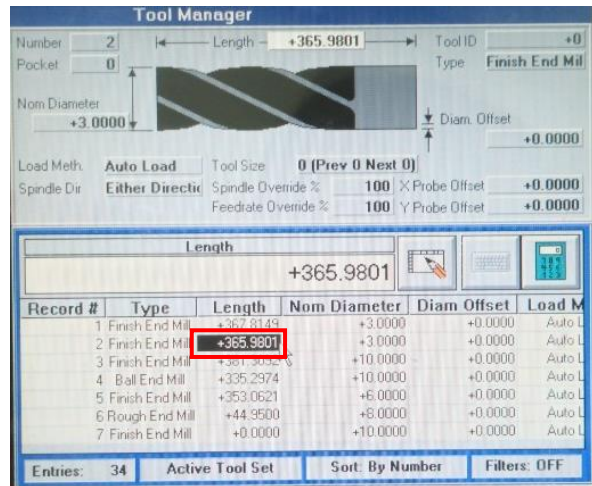 Tool Manager
Number 2 Length +365.9801 Tool ID +0
Pocket 0 Type Finish End Mil
Nom Diameter
+3.0000 Diam. Offset
+0.0000
Load Meth. Auto Load Tool Size 0 (Prev 0 Next 0)
Spindle Dir Either Directic Spindle Override % 100 X Probe Offset +0.0000
Feedrate Override % 100 Y Probe Offset +0.0000
Length
+365.9801
Record # Type Length Nom Diameter Diam Offset Load M
1 Finish End Mill +367.8149 +3.0000 +0.0000 Auto L
2 Finish End Mill +365.9801 +3.0000 +0.0000 Auto L
3 Finish End Mill +10.0000 +0.0000 Auto L
4 Ball End Mill +335.2974 +10.0000 +0.0000 Auto L
5 Finish End Mill +353.0621 +6.0000 +0.0000 Auto L
6 Rough End Mill +44.9500 +8.0000 +0.0000 Auto L
7 Finish End Mill +0.0000 +10.0000 +0.0000 Auto L
Entries: 34 Active Tool Set Sort: By Number Filters: OFF